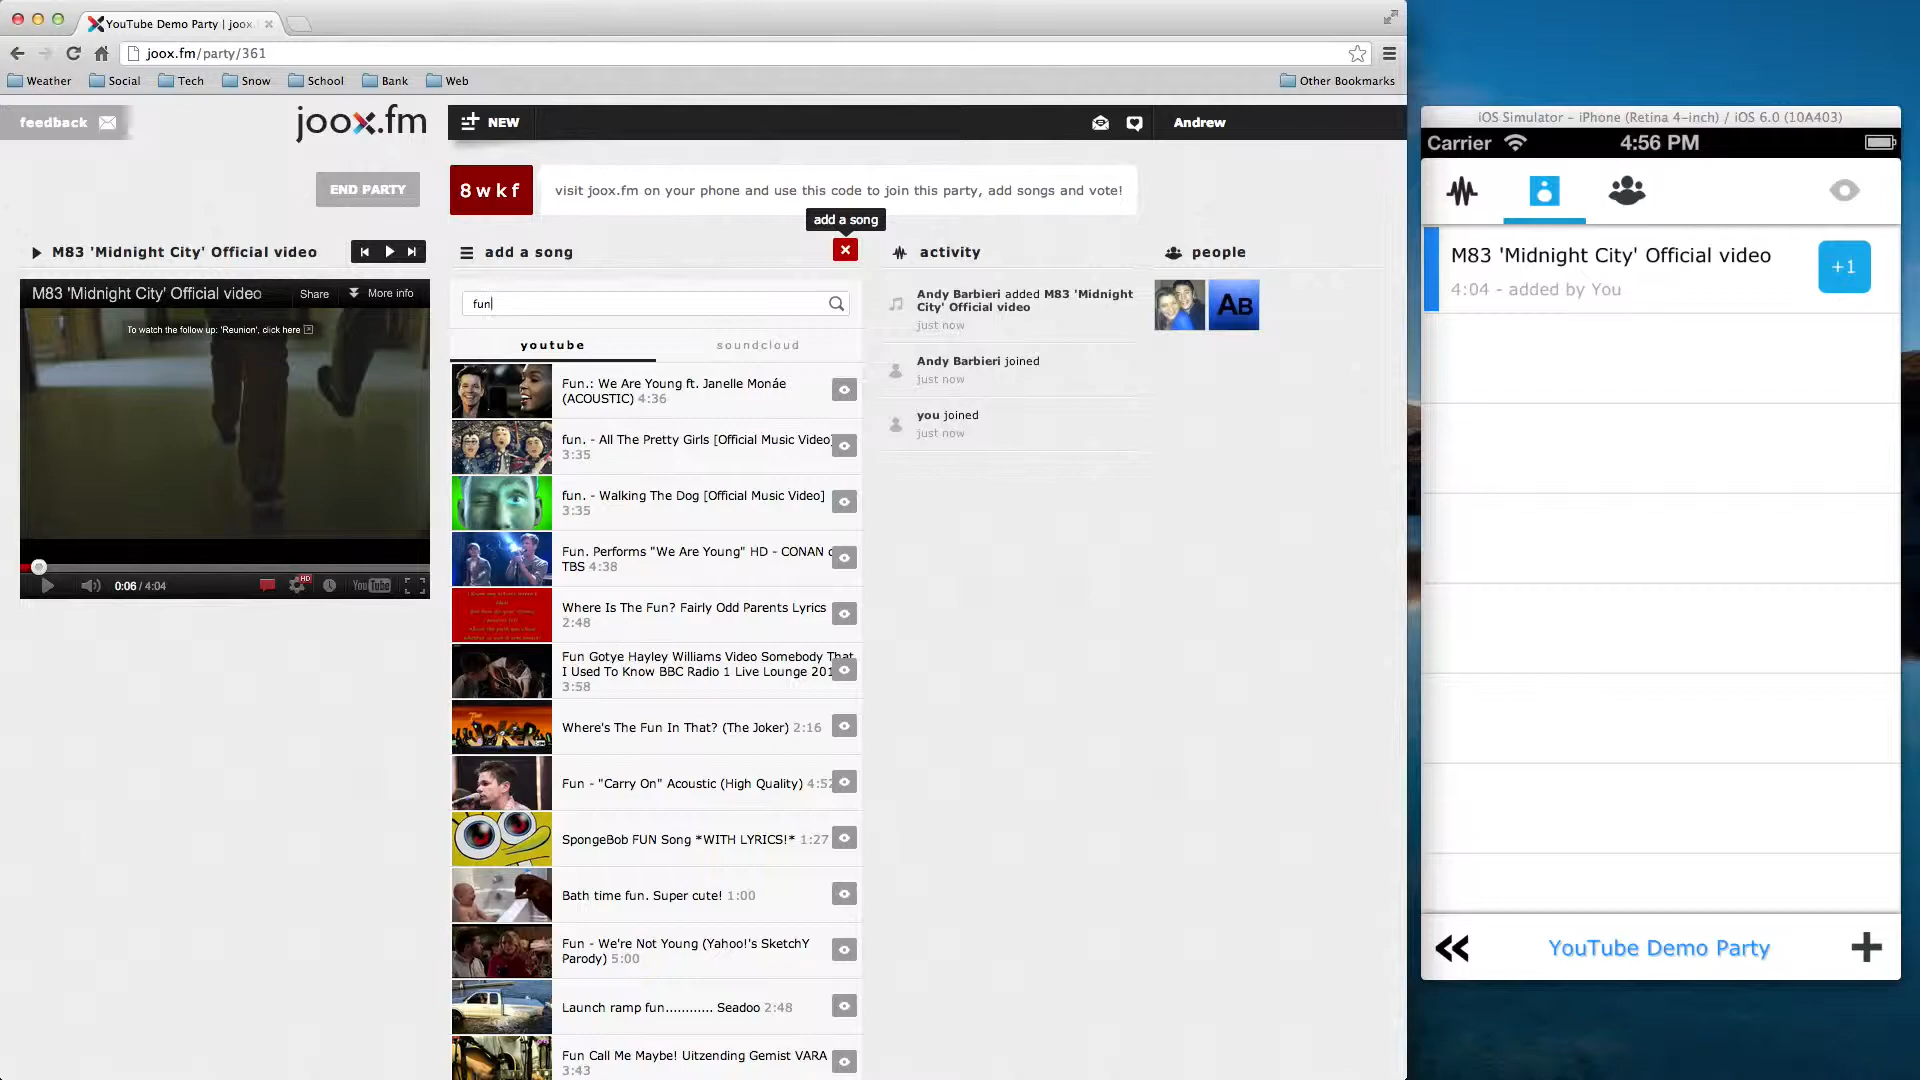 YouTube Demo Party | joox.
joox.fm/party/361
Weather
Social
Tech
Snow
School
Bank
Web
Other Bookmarks
feedback
joox.fm
NEW
Andrew
END PARTY
8wkf
visit joox.fm on your phone and use this code to join this party, add songs and vote!
add a song
M83 'Midnight City' Official video
M83 'Midnight City' Official video
Share
More info
To watch the follow up: 'Reunion', click here
HD
0:06 / 4:04
YouTube
add a song
fun
youtube
soundcloud
Fun.: We Are Young ft. Janelle Monáe
(ACOUSTIC) 4:36
fun. - All The Pretty Girls [Official Music Video]
3:35
fun. - Walking The Dog [Official Music Video]
3:35
Fun. Performs "We Are Young" HD - CONAN o
TBS 4:38
Where Is The Fun? Fairly Odd Parents Lyrics
2:48
Fun Gotye Hayley Williams Video Somebody That
I Used To Know BBC Radio 1 Live Lounge 201
3:58
Where's The Fun In That? (The Joker) 2:16
Fun - "Carry On" Acoustic (High Quality) 4:52
SpongeBob FUN Song *WITH LYRICS!* 1:27
Bath time fun. Super cute! 1:00
Fun - We're Not Young (Yahoo!'s SketchY
Parody) 5:00
Launch ramp fun............ Seadoo 2:48
Fun Call Me Maybe! Uitzending Gemist VARA
3:43
activity
Andy Barbieri added M83 'Midnight
City' Official video
just now
Andy Barbieri joined
just now
you joined
just now
people
AB
iOS Simulator - iPhone (Retina 4-inch) / iOS 6.0 (10A403)
Carrier
4:56 PM
M83 'Midnight City' Official video
4:04 - added by You
+1
YouTube Demo Party